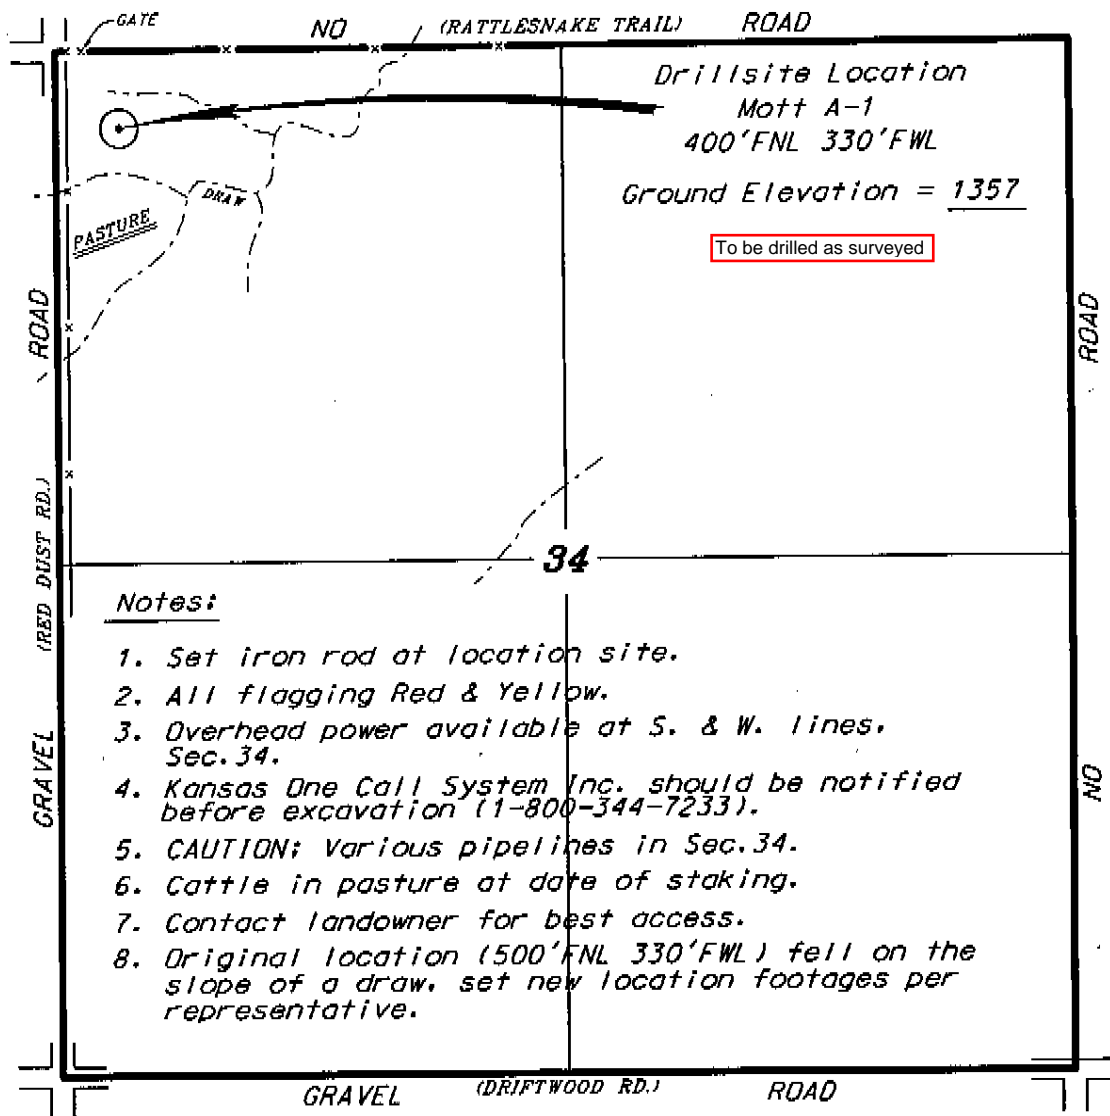 GATE
NO (RATTLESNAKE TRAIL) ROAD
Drillsite Location
Mott A-1
400'FNL 330'FWL
Ground Elevation = 1357
To be drilled as surveyed
DRAW
PASTURE
ROAD
ROAD
(RED DUST RD.)
34
GRAVEL
NO
Notes:
1. Set iron rod at location site.
2. All flagging Red & Yellow.
3. Overhead power available at S. & W. lines.
Sec.34.
4. Kansas One Call System Inc. should be notified
before excavation (1-800-344-7233).
5. CAUTION: Various pipelines in Sec.34.
6. Cattle in pasture at date of staking.
7. Contact landowner for best access.
8. Original location (500'FNL 330'FWL) fell on the
slope of a draw. set new location footages per
representative.
GRAVEL (DRIFTWOOD RD.) ROAD